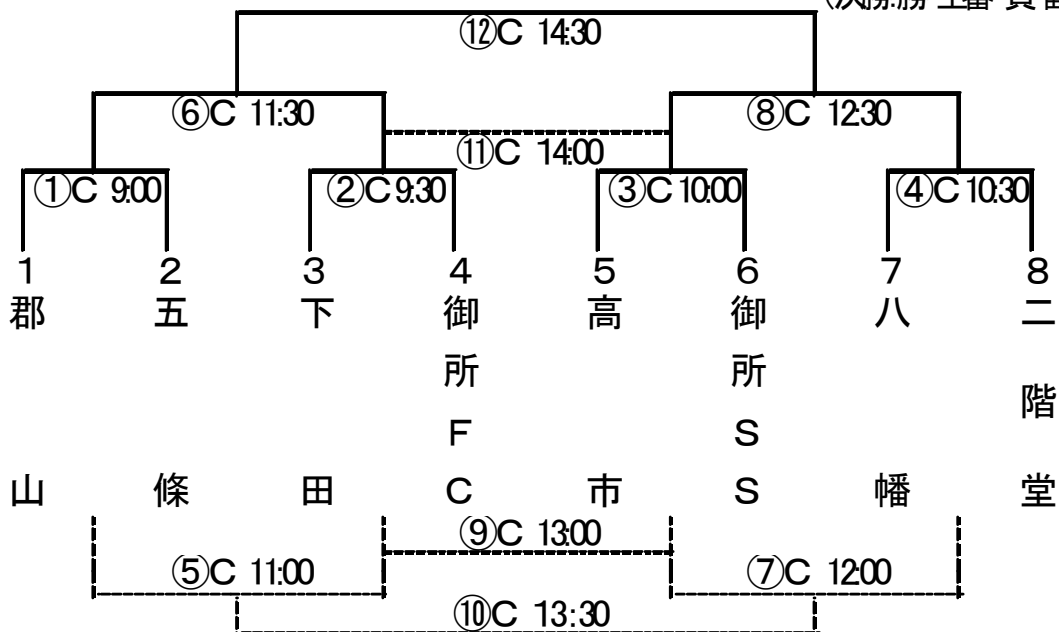 ⑫C 14:30
⑥C 11:30
⑧C 12:30
⑪C 14:00
①C 9:00
②C 9:30
③C 10:00
④C 10:30
1 2 3 4 5 6 7 8
郡山
五條
下田
御所FC
高市
御所SS
八幡
二階堂
⑨C 13:00
⑤C 11:00
⑦C 12:00
⑩C 13:30